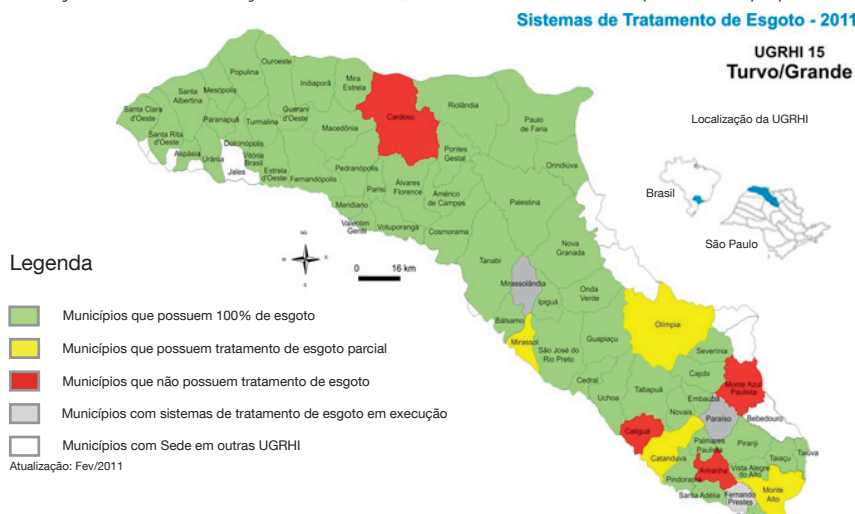 Sistemas de Tratamento de Esgoto - 2011
UGRHI 15
Turvo/Grande
Localização da UGRHI
Brasil
São Paulo
Ouroeste
Populina
Mesópolis
Santa
Albertina
Santa Clara
d'Oeste
Indiaporã
Mira
Estrela
Cardoso
Riolândia
Paulo
de Faria
Santa Rita
d'Oeste
Paranapuã
Turmalina
Guarani
d'Oeste
Macedônia
Dolcinópolis
Aspásia
Urânia
Vitória
Brasil
Jales
Estrela
d'Oeste
Fernandópolis
Pedranópolis
Pontes
Gestal
Orindiúva
Parisi
Álvares
Florence
Américo
de Campos
Palestina
Meridiano
Valentim
Gentil
Votuporanga
Cosmorama
Nova
Granada
Tanabi
Mirassolândia
Ipiguá
Onda
Verde
Bálsamo
Mirassol
São José do
Rio Preto
Guapiaçu
Olímpia
Severínia
Cedral
Uchoa
Tabapuã
Cajobi
Embaúba
Monte Azul
Paulista
Bebedouro
Novais
Paraíso
Catiguá
Catanduva
Palmares
Paulista
Piranji
Taiúva
Taiaçu
Vista Alegre
do Alto
Ariranha
Pindorama
Santa Adélia
Fernando
Prestes
Monte
Alto
NO
N
E
S
0 16 km
Legenda
Municípios que possuem 100% de esgoto
Municípios que possuem tratamento de esgoto parcial
Municípios que não possuem tratamento de esgoto
Municípios com sistemas de tratamento de esgoto em execução
Municípios com Sede em outras UGRHI
Atualização: Fev/2011